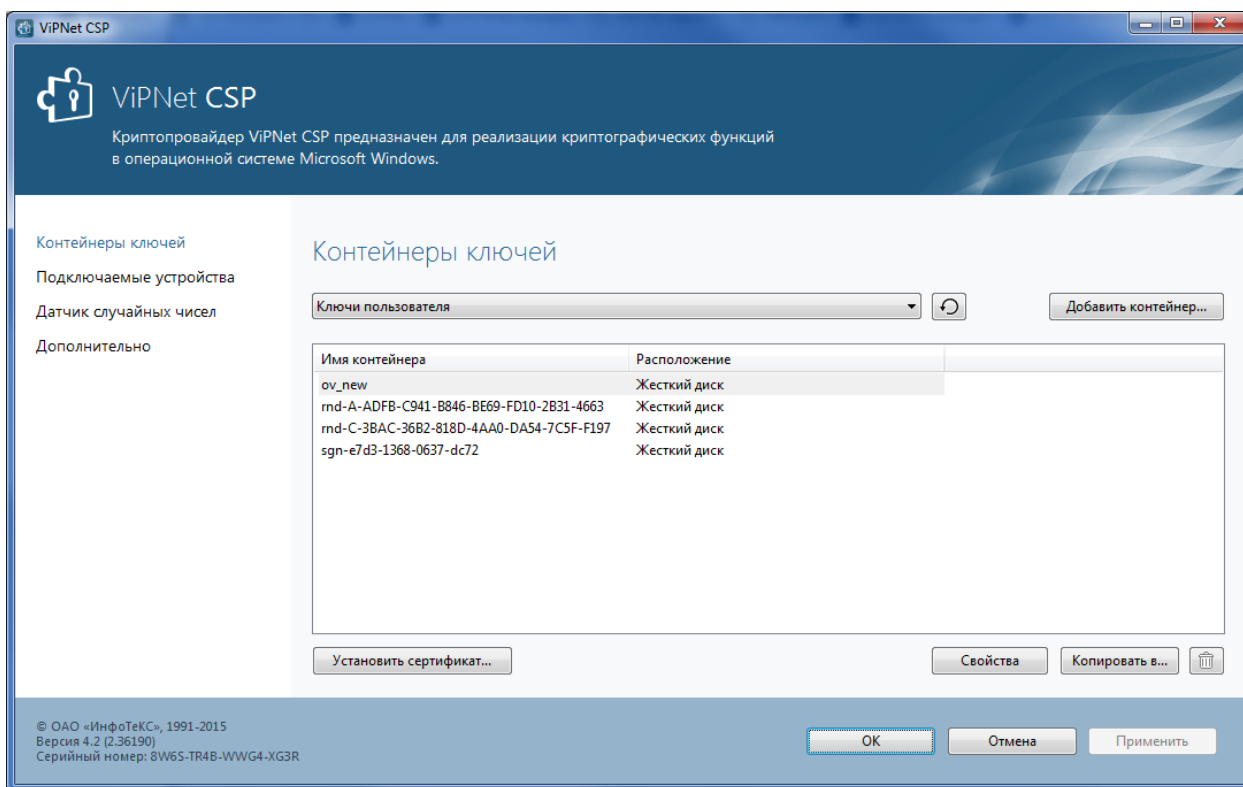 ViPNet CSP
ViPNet CSP
Криптопровайдер ViPNet CSP предназначен для реализации криптографических функций
в операционной системе Microsoft Windows.
Контейнеры ключей
Подключаемые устройства
Датчик случайных чисел
Дополнительно
Контейнеры ключей
Ключи пользователя
Добавить контейнер...
Имя контейнера Расположение
ov_new Жесткий диск
rnd-A-ADFB-C941-B846-BE69-FD10-2B31-4663 Жесткий диск
rnd-C-3BAC-36B2-818D-4AA0-DA54-7C5F-F197 Жесткий диск
sgn-e7d3-1368-0637-dc72 Жесткий диск
Установить сертификат... Свойства Копировать в...
© ОАО «ИнфоТеКС», 1991-2015
Версия 4.2 (2.36190)
Серийный номер: 8W6S-TR4B-WWG4-XG3R
OK Отмена Применить